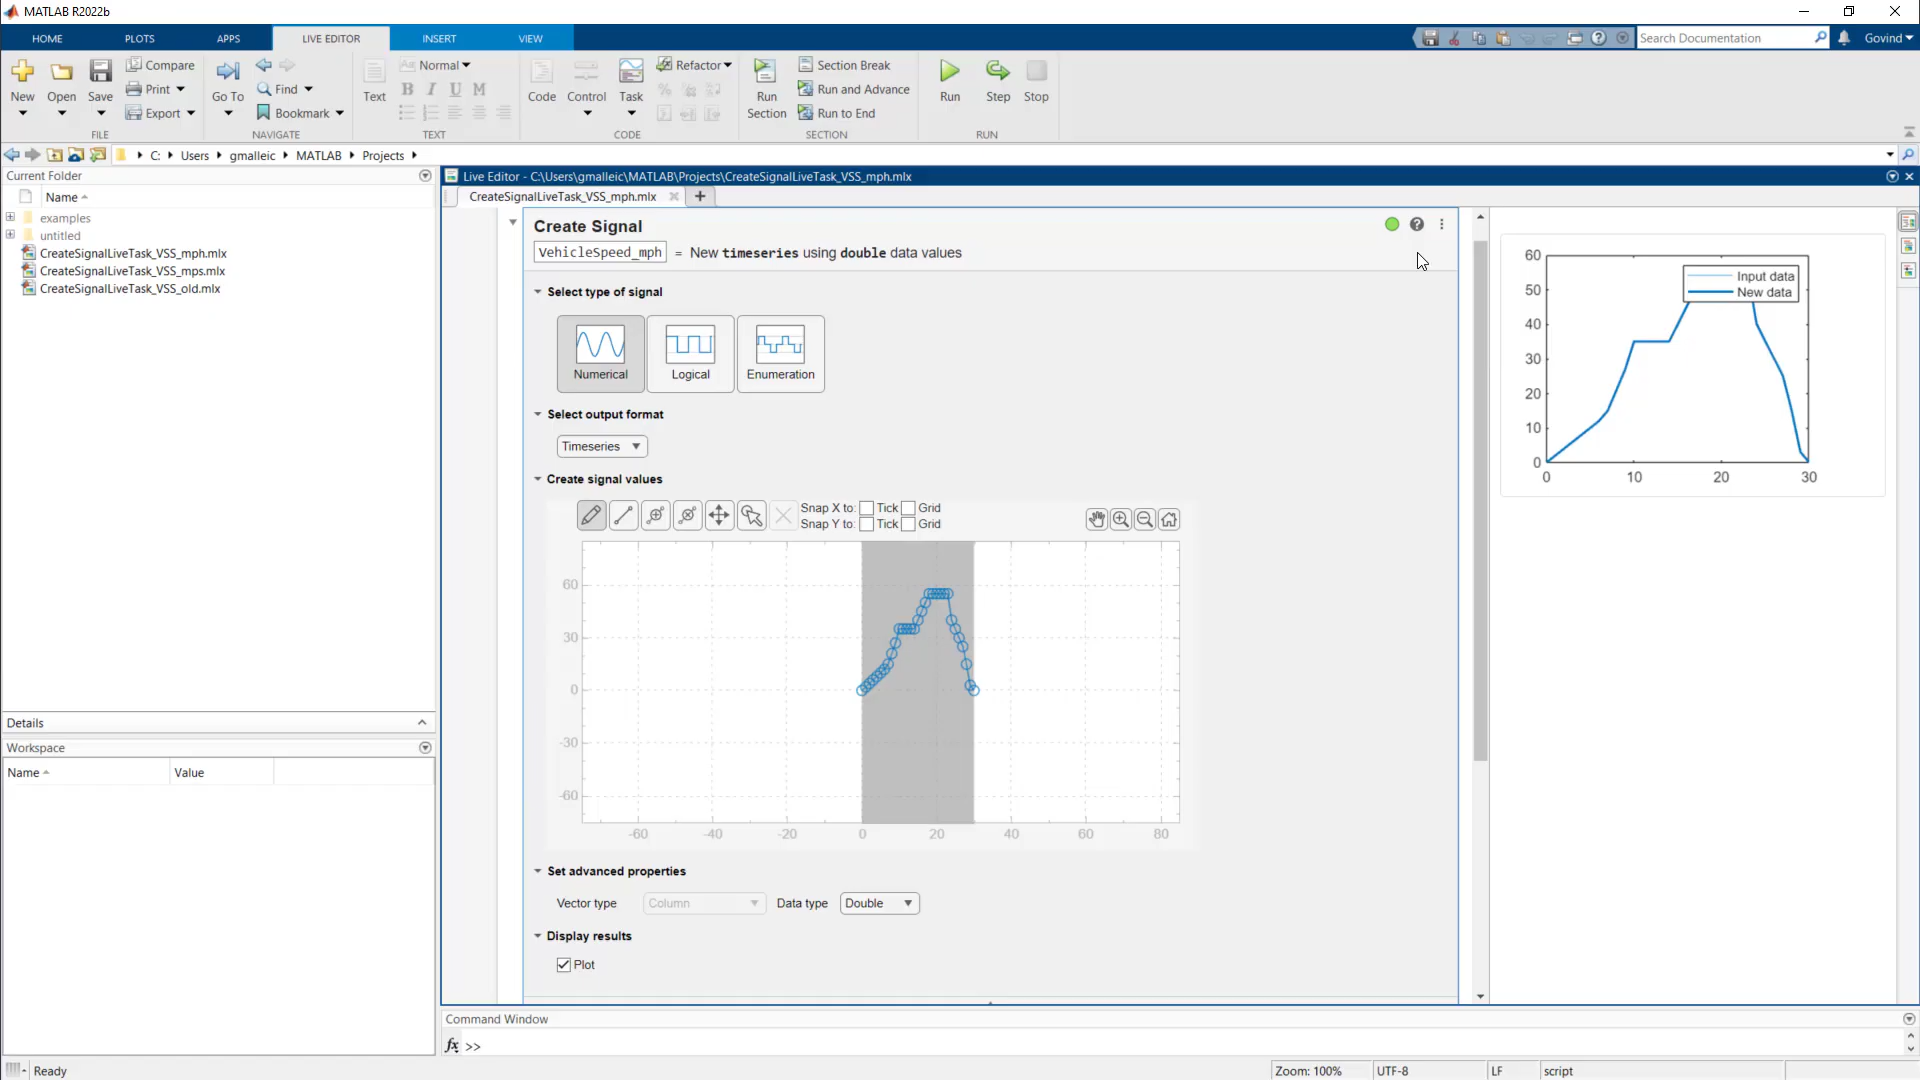 MATLAB R2022b
HOME PLOTS APPS LIVE EDITOR INSERT VIEW
Search Documentation
Govind
New
Open
Save
Compare
Print
Export
FILE
Go To
Find
Bookmark
NAVIGATE
Text
Normal
B I U M
TEXT
Code
Control
Task
Refactor
CODE
Run
Section
Section Break
Run and Advance
Run to End
SECTION
Run
Step
Stop
RUN
C: Users gmalleic MATLAB Projects
Current Folder
Name
examples
untitled
CreateSignalLiveTask_VSS_mph.mlx
CreateSignalLiveTask_VSS_mps.mlx
CreateSignalLiveTask_VSS_old.mlx
Details
Workspace
Name Value
Live Editor - C:\Users\gmalleic\MATLAB\Projects\CreateSignalLiveTask_VSS_mph.mlx
CreateSignalLiveTask_VSS_mph.mlx
Create Signal
VehicleSpeed_mph = New timeseries using double data values
Select type of signal
Numerical Logical Enumeration
Select output format
Timeseries
Create signal values
Snap X to: Tick Grid
Snap Y to: Tick Grid
60
30
0
-30
-60
-60 -40 -20 0 20 40 60 80
Set advanced properties
Vector type Column Data type Double
Display results
Plot
60
50
40
30
20
10
0
0 10 20 30
Input data
New data
Command Window
fx >>
Ready
Zoom: 100% UTF-8 LF script